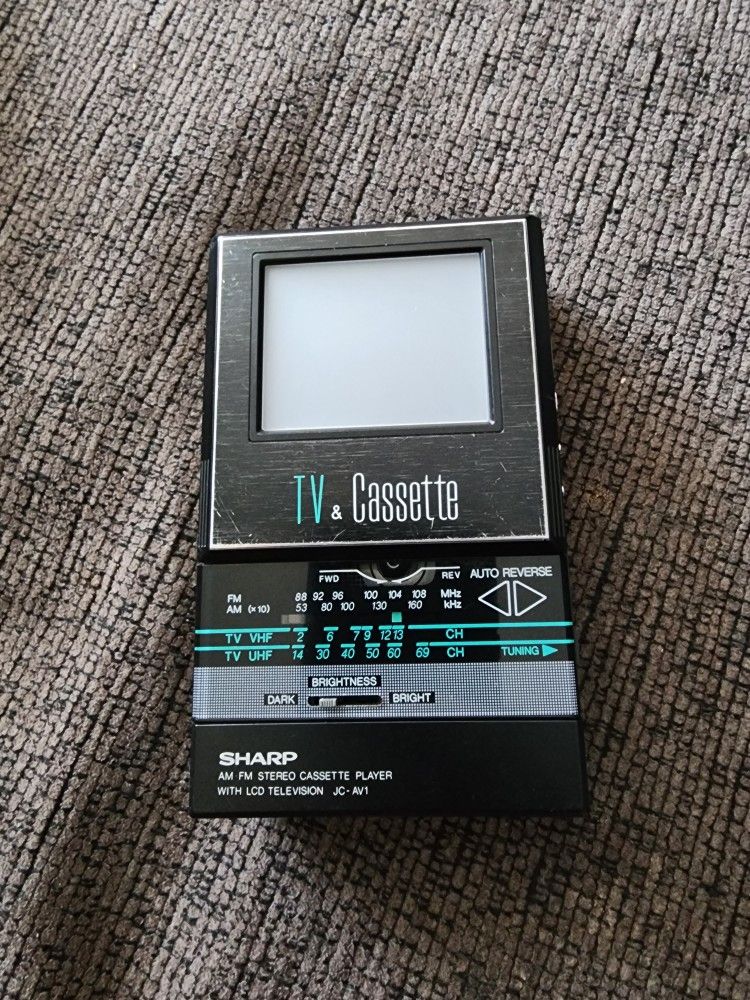 TV & Cassette
FWD REV AUTO REVERSE
FM 88 92 96 100 104 108 MHz
AM (×10) 53 80 100 130 160 kHz
TV VHF 2 6 7 9 12 13 CH
TV UHF 14 30 40 50 60 69 CH TUNING
BRIGHTNESS
DARK BRIGHT
SHARP
AM·FM STEREO CASSETTE PLAYER
WITH LCD TELEVISION JC-AV1